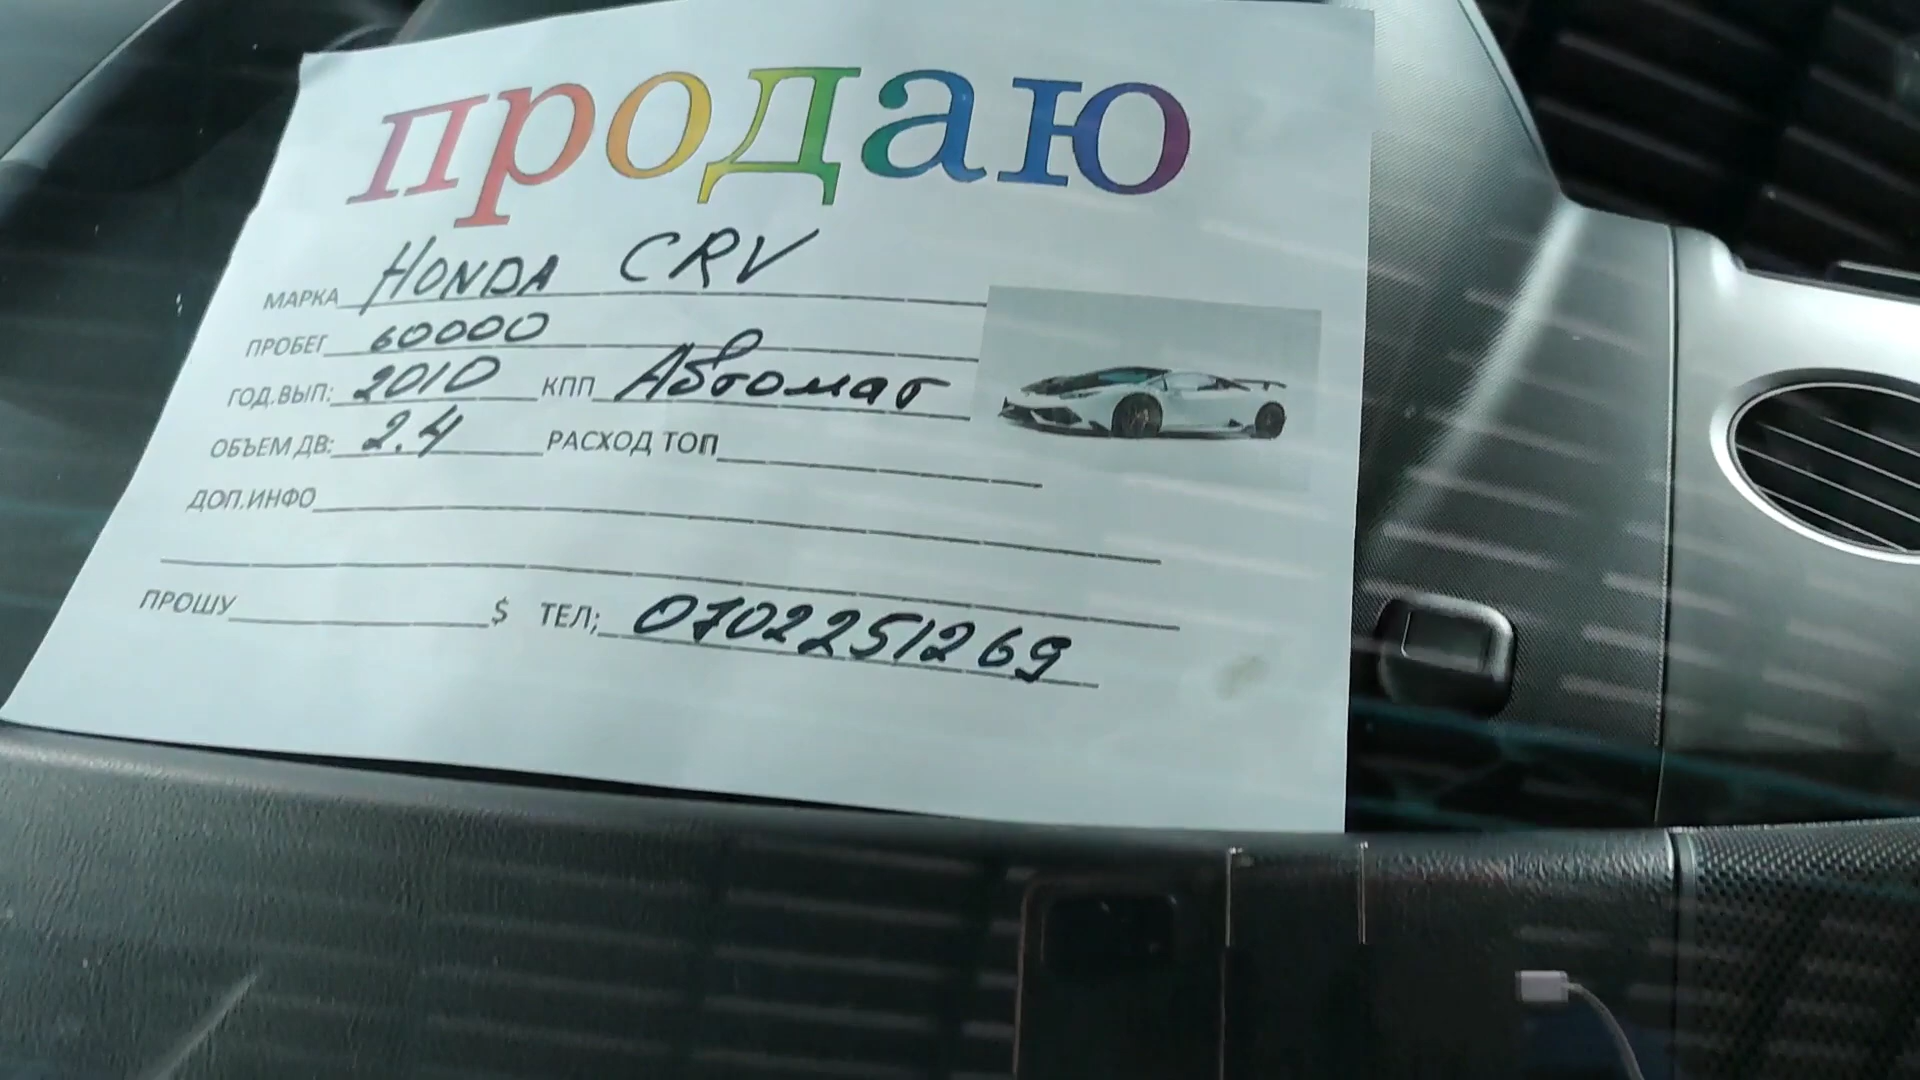 продаю
МАРКА HONDA CRV
ПРОБЕГ 60000
ГОД.ВЫП: 2010 КПП Автомат
ОБЪЕМ ДВ: 2.4 РАСХОД ТОП
ДОП.ИНФО
ПРОШУ $ ТЕЛ; 0702251269